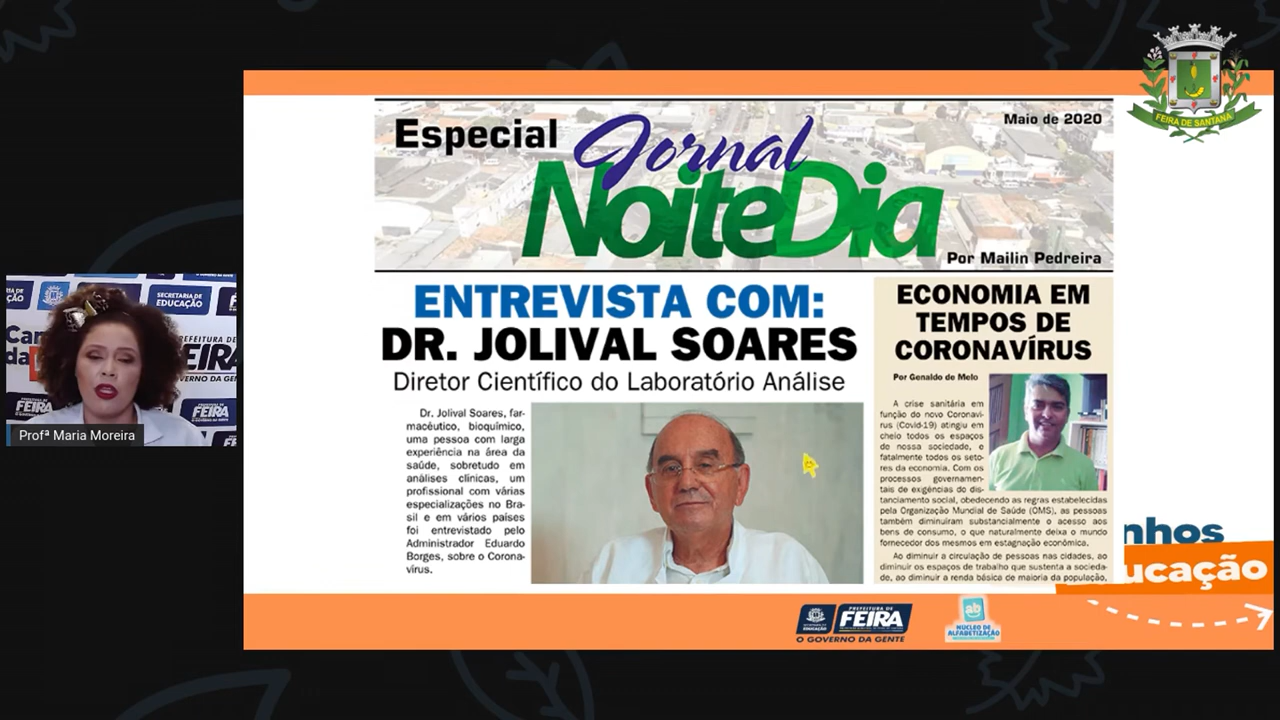 FEIRA DE SANTANA
Especial
Jornal
NoiteDia
Maio de 2020
Por Mailin Pedreira
ENTREVISTA COM:
DR. JOLIVAL SOARES
Diretor Científico do Laboratório Análise
Dr. Jolival Soares, far-
macêutico, bioquímico,
uma pessoa com larga
experiência na área da
saúde, sobretudo em
análises clínicas, um
profissional com várias
especializações no Bra-
sil e em vários países
foi entrevistado pelo
Administrador Eduardo
Borges, sobre o Corona-
vírus.
ECONOMIA EM
TEMPOS DE
CORONAVÍRUS
Por Genaldo de Melo
A crise sanitária em
função do novo Coronaví-
rus (Covid-19) atingiu em
cheio todos os espaços
de nossa sociedade, e
fatalmente todos os seto-
res da economia. Com os
processos governamen-
tais de exigências do dis-
tanciamento social, obedecendo as regras estabelecidas
pela Organização Mundial de Saúde (OMS), as pessoas
também diminuíram substancialmente o acesso aos
bens de consumo, o que naturalmente deixa o mundo
fornecedor dos mesmos em estagnação econômica.
Ao diminuir a circulação de pessoas nas cidades, ao
diminuir os espaços de trabalho que sustenta a socieda-
de, ao diminuir a renda básica de maioria da população,
SECRETARIA DE
EDUCAÇÃO
Profª Maria Moreira
nhos
ucação
PREFEITURA DE
FEIRA
O GOVERNO DA GENTE
ab
NÚCLEO DE
ALFABETIZAÇÃO